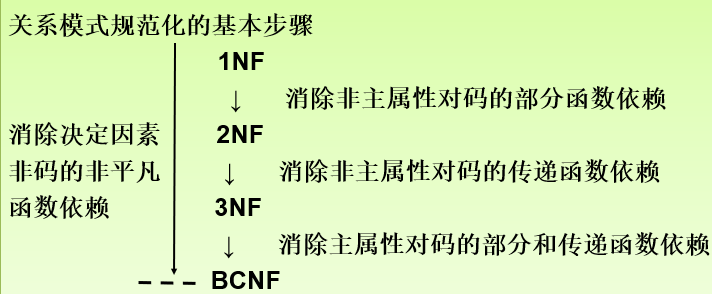 关系模式规范化的基本步骤
1NF
↓ 消除非主属性对码的部分函数依赖
消除决定因素 2NF
非码的非平凡 ↓ 消除非主属性对码的传递函数依赖
函数依赖 3NF
↓ 消除主属性对码的部分和传递函数依赖
BCNF